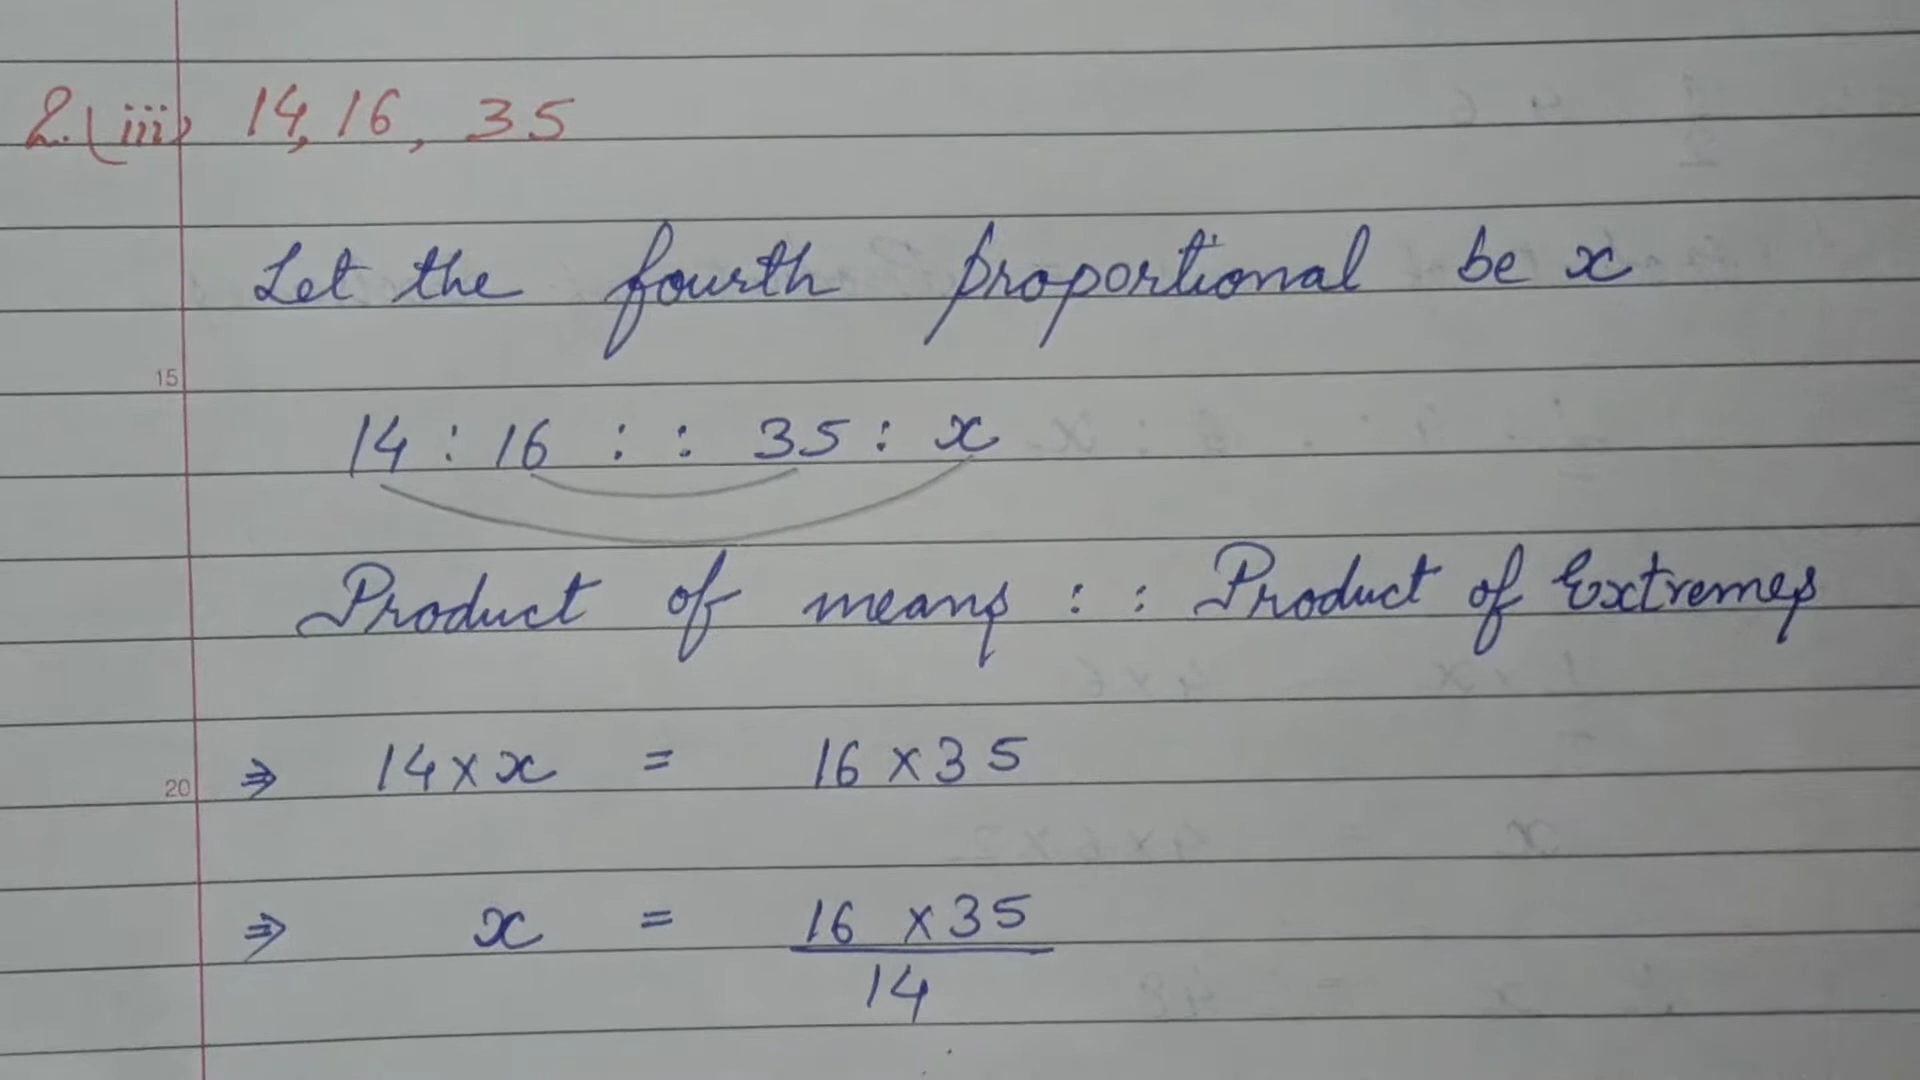 2.(iii) 14, 16, 35
Let the fourth proportional be x
15
14 : 16 : : 35 : x
Product of means : : Product of Extremes
⇒ 14 × x = 16 × 35
20
⇒ x = 16 × 35
14